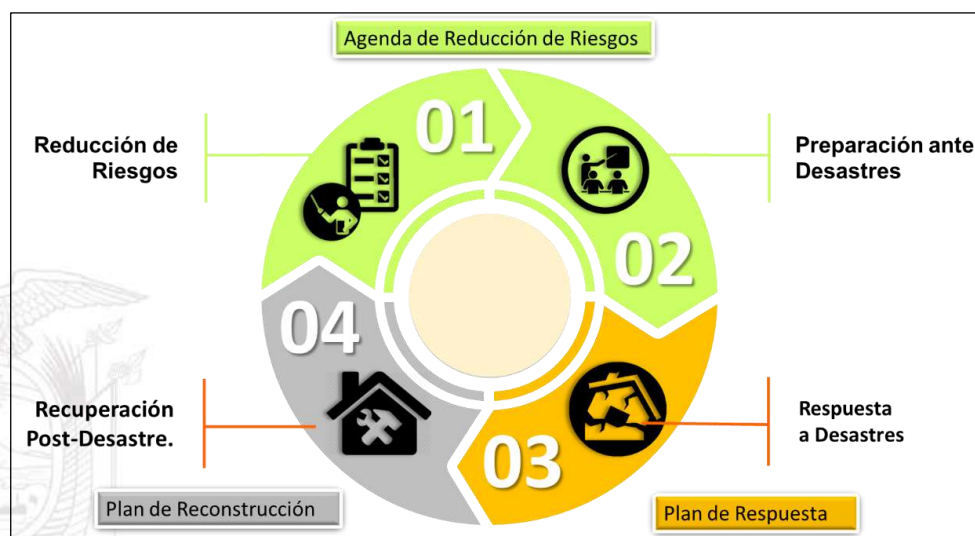 Agenda de Reducción de Riesgos
01
Reducción de
Riesgos
Preparación ante
Desastres
02
04
Recuperación
Post-Desastre.
Respuesta
a Desastres
03
Plan de Reconstrucción
Plan de Respuesta